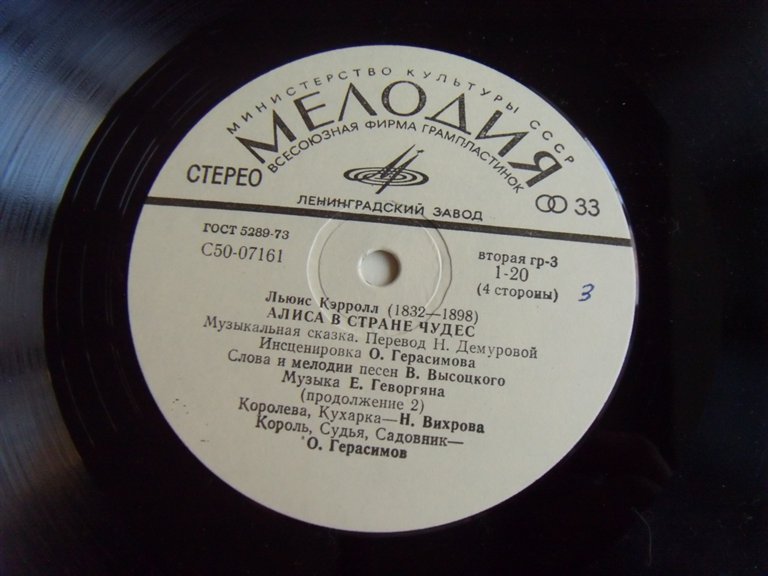 МИНИСТЕРСТВО КУЛЬТУРЫ СССР
МЕЛОДИЯ
ВСЕСОЮЗНАЯ ФИРМА ГРАМПЛАСТИНОК
СТЕРЕО
33
ЛЕНИНГРАДСКИЙ ЗАВОД
ГОСТ 5289-73
С50-07161
вторая гр-3
1-20
(4 стороны)
3
Льюис Кэрролл (1832—1898)
АЛИСА В СТРАНЕ ЧУДЕС
Музыкальная сказка. Перевод Н. Демуровой
Инсценировка О. Герасимова
Слова и мелодии песен В. Высоцкого
Музыка Е. Геворгяна
(продолжение 2)
Королева, Кухарка—Н. Вихрова
Король, Судья, Садовник—
О. Герасимов